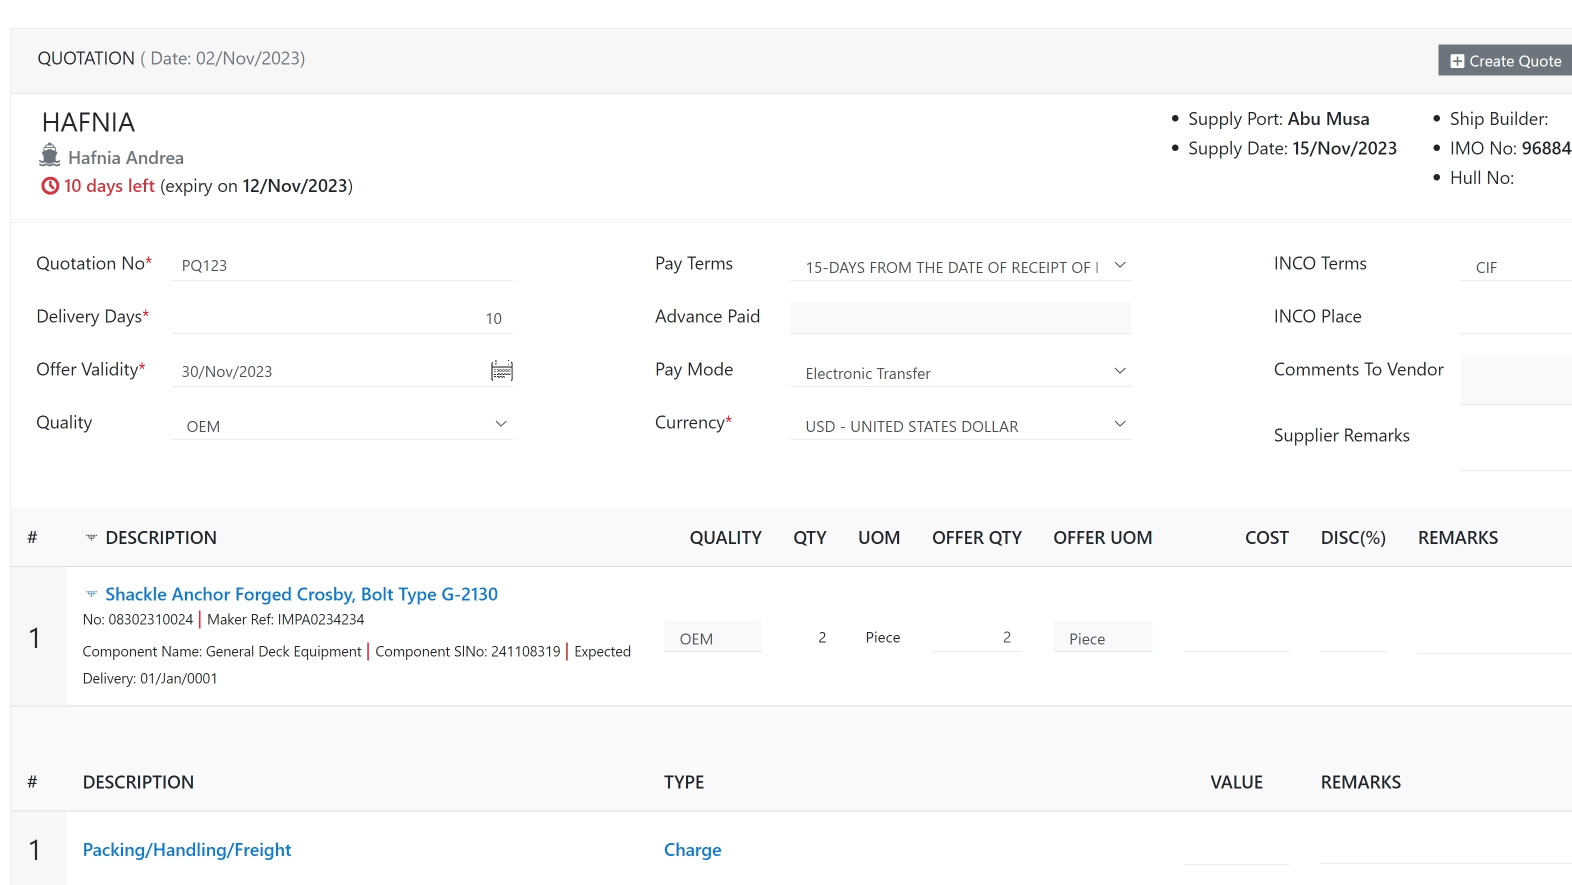 QUOTATION ( Date: 02/Nov/2023)
Create Quote
HAFNIA
Hafnia Andrea
10 days left (expiry on 12/Nov/2023)
Supply Port: Abu Musa
Supply Date: 15/Nov/2023
Ship Builder:
IMO No: 96884
Hull No:
Quotation No* PQ123
Delivery Days* 10
Offer Validity* 30/Nov/2023
Quality OEM
Pay Terms 15-DAYS FROM THE DATE OF RECEIPT OF
Advance Paid
Pay Mode Electronic Transfer
Currency* USD - UNITED STATES DOLLAR
INCO Terms CIF
INCO Place
Comments To Vendor
Supplier Remarks
# DESCRIPTION QUALITY QTY UOM OFFER QTY OFFER UOM COST DISC(%) REMARKS
Shackle Anchor Forged Crosby, Bolt Type G-2130
No: 08302310024 | Maker Ref: IMPA0234234
1 OEM 2 Piece 2 Piece
Component Name: General Deck Equipment | Component SlNo: 241108319 | Expected
Delivery: 01/Jan/0001
# DESCRIPTION TYPE VALUE REMARKS
1 Packing/Handling/Freight Charge